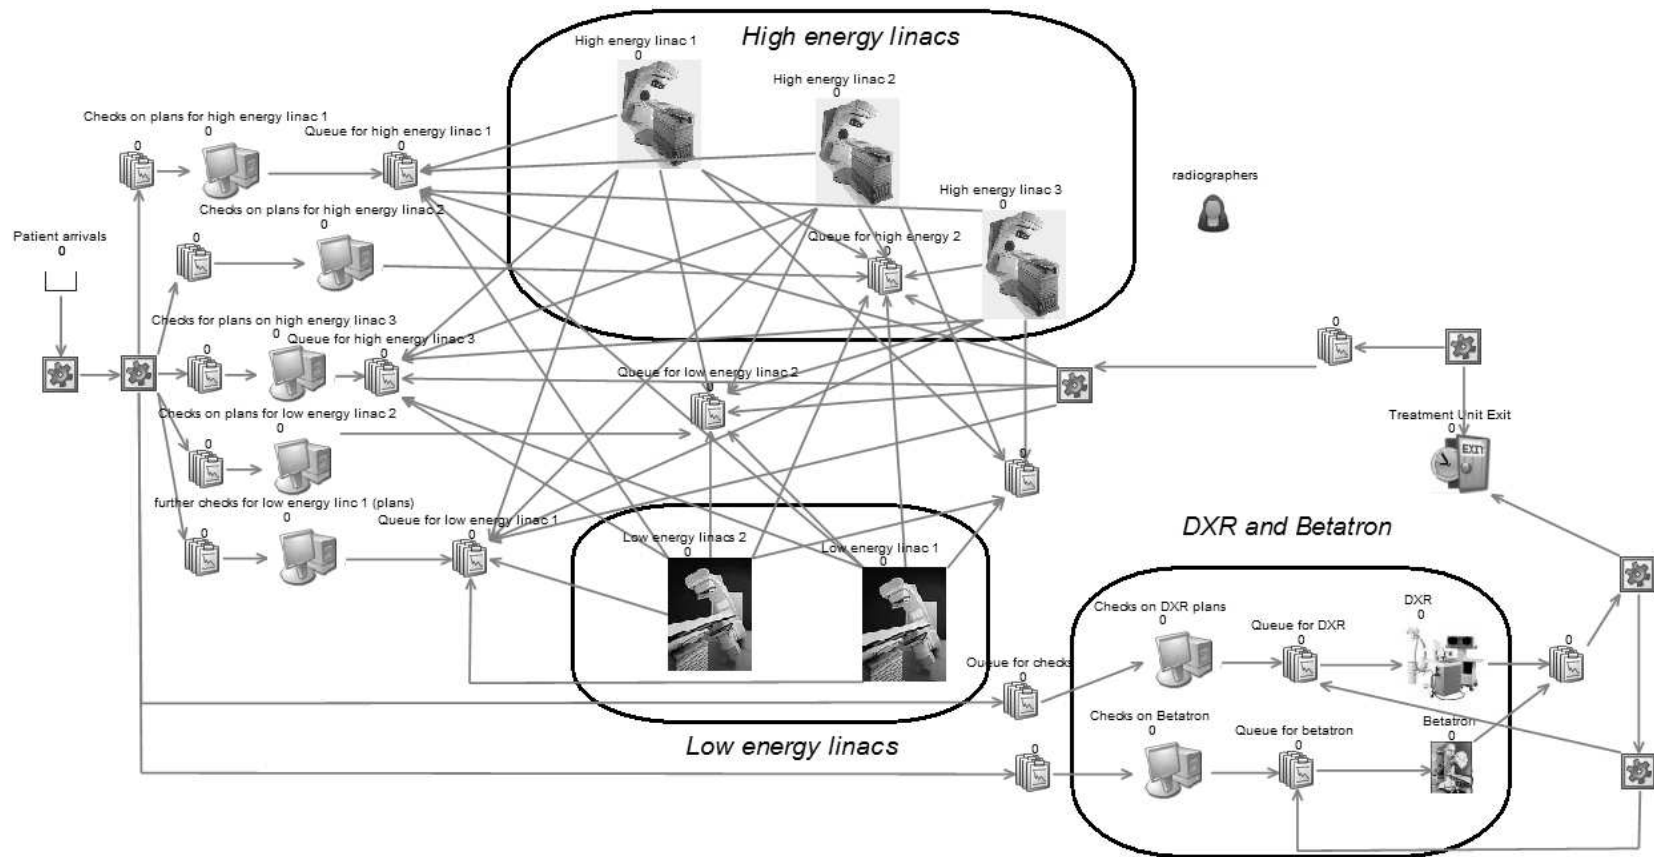 High energy linacs
High energy linac 1
0
High energy linac 2
0
Checks on plans for high energy linac 1
0
Queue for high energy linac 1
0
0
radiographers
High energy linac 3
0
Checks on plans for high energy linac 2
0
Patient arrivals
0
0
Queue for high energy 2
0
Checks for plans on high energy linac 3
0
Queue for high energy linac 3
0
0
0
Queue for low energy linac 2
0
Checks on plans for low energy linac 2
0
0
Treatment Unit Exit
0
EXIT
0
further checks for low energy linc 1 (plans)
0
Queue for low energy linac 1
0
0
DXR and Betatron
Low energy linacs 2
0
Low energy linac 1
0
Checks on DXR plans
0
DXR
0
Queue for DXR
0
0
Queue for checks
0
Checks on Betatron
0
Queue for betatron
0
Betatron
0
Low energy linacs
0